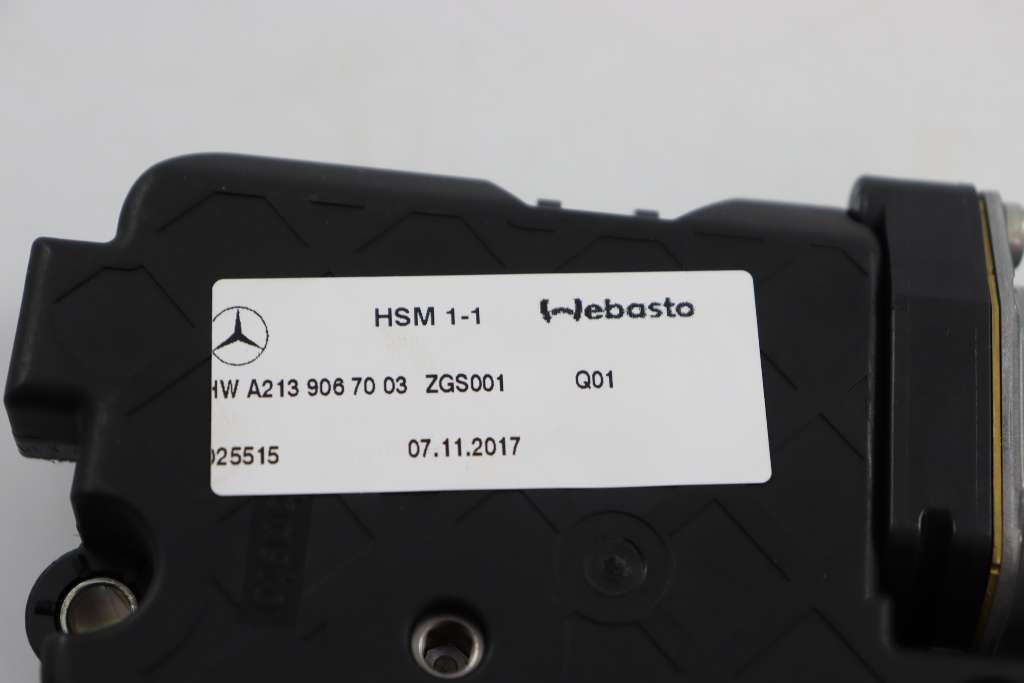 HSM 1-1 Webasto
HW A213 906 70 03 ZGS001 Q01
025515 07.11.2017